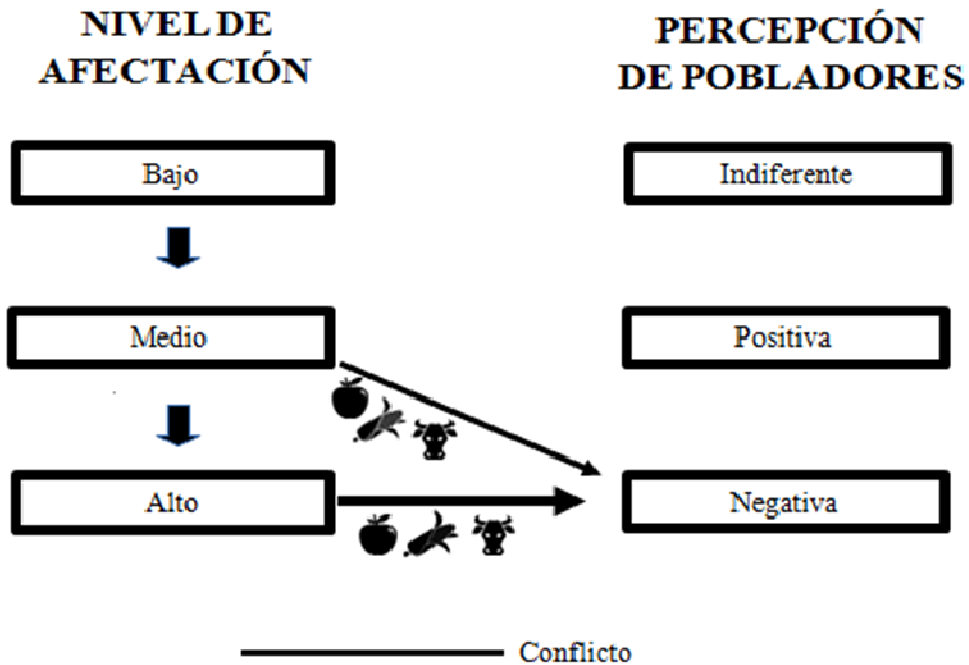 NIVEL DE
AFECTACIÓN
PERCEPCIÓN
DE POBLADORES
Bajo
Indiferente
Medio
Positiva
Alto
Negativa
Conflicto